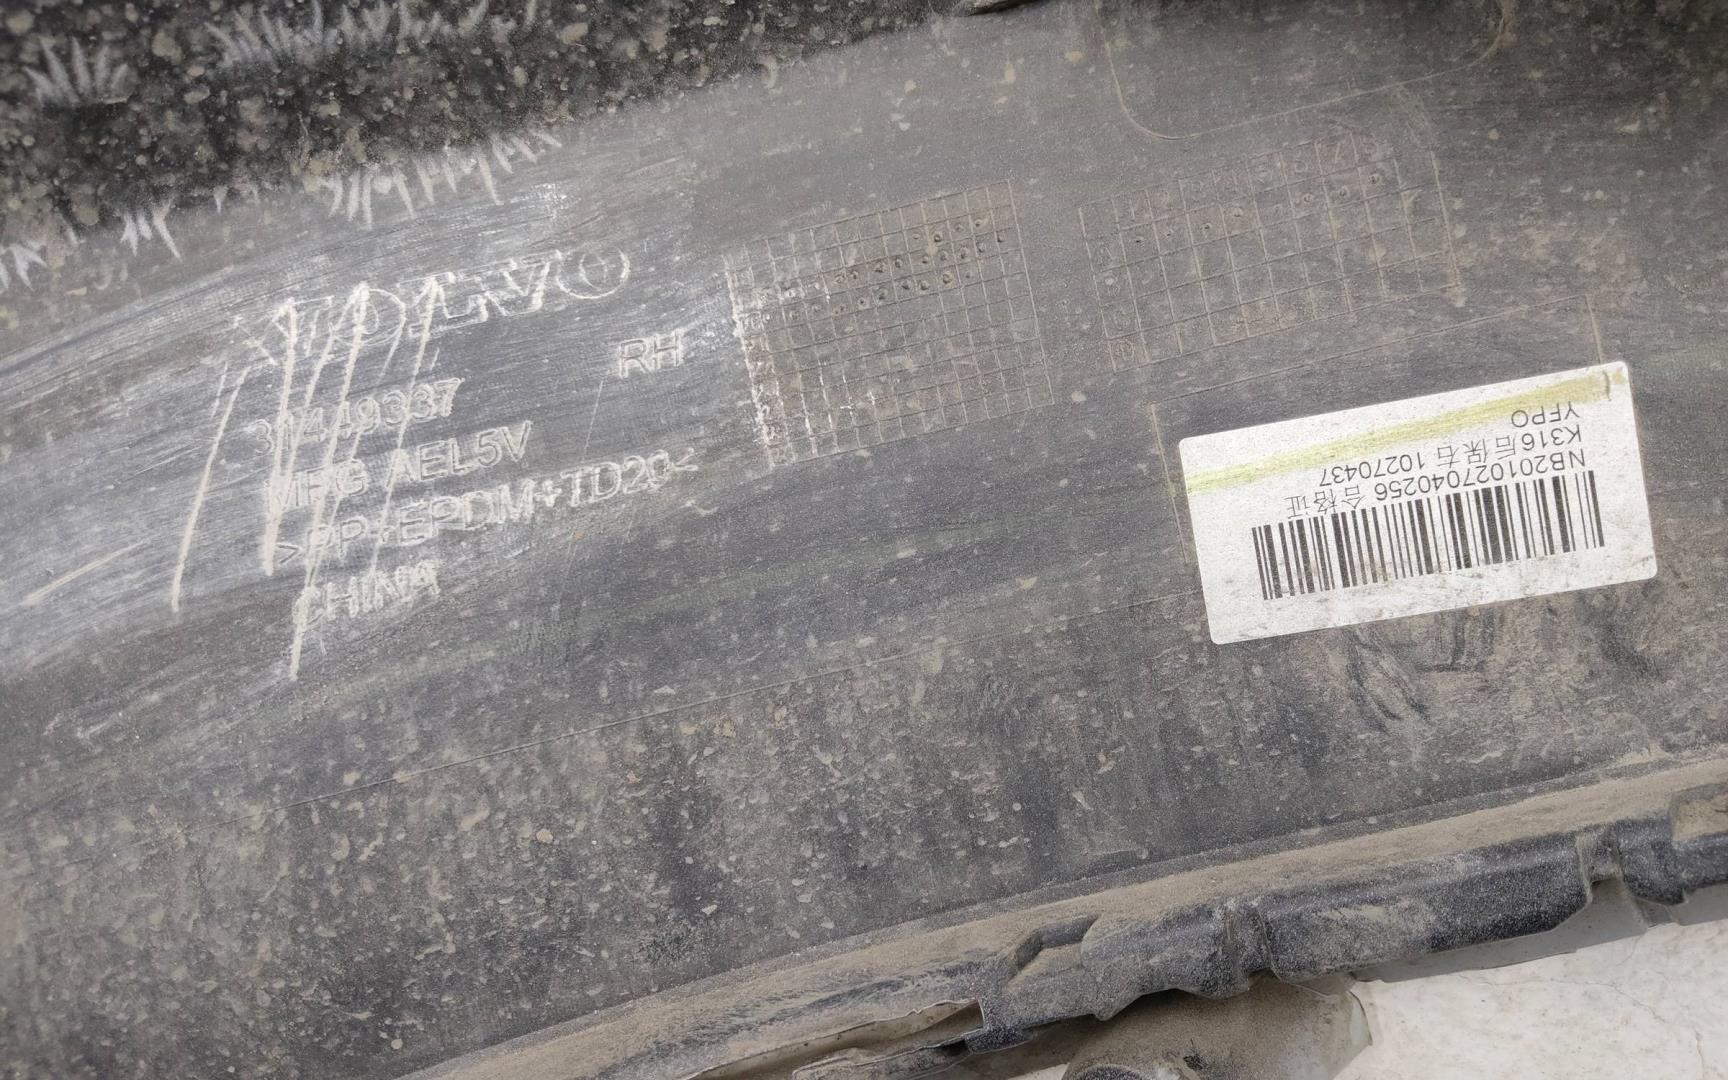 VOLVO
RH
31449337
MFG AEL5V
>PP+EPDM+TD20<
CHINA
YFPO
K316后保右 10270437
NB201027040256 合格证